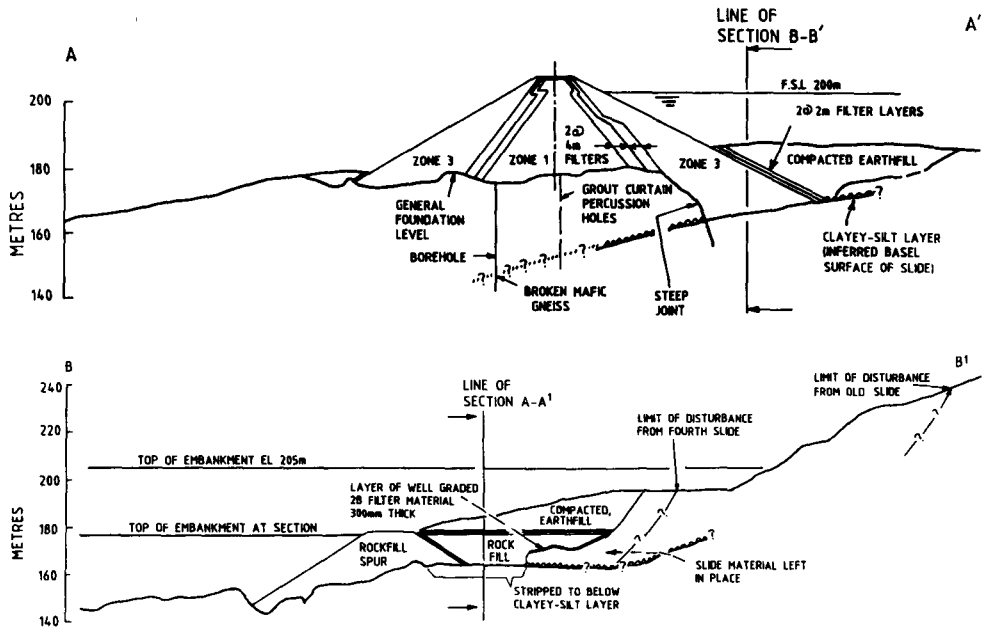 LINE OF
SECTION B-B'
A'
A
F.S.L 200m
2@ 2m FILTER LAYERS
200
180
160
140
METRES
2@
4m
FILTERS
ZONE 3
ZONE 1
ZONE 3
COMPACTED EARTHFILL
?
GENERAL
FOUNDATION
LEVEL
GROUT CURTAIN
PERCUSSION
HOLES
BOREHOLE
CLAYEY-SILT LAYER
(INFERRED BASEL
SURFACE OF SLIDE)
? ? ? ? ?
BROKEN MAFIC
GNEISS
STEEP
JOINT
B
B1
240
220
200
180
160
140
METRES
LINE OF
SECTION A-A1
LIMIT OF DISTURBANCE
FROM OLD SLIDE
LIMIT OF DISTURBANCE
FROM FOURTH SLIDE
?
?
TOP OF EMBANKMENT EL 205m
LAYER OF WELL GRADED
2B FILTER MATERIAL
300mm THICK
COMPACTED,
EARTHFILL
?
TOP OF EMBANKMENT AT SECTION
ROCKFILL
SPUR
ROCK
FILL
?
?
? ? ?
SLIDE MATERIAL LEFT
IN PLACE
STRIPPED TO BELOW
CLAYEY-SILT LAYER